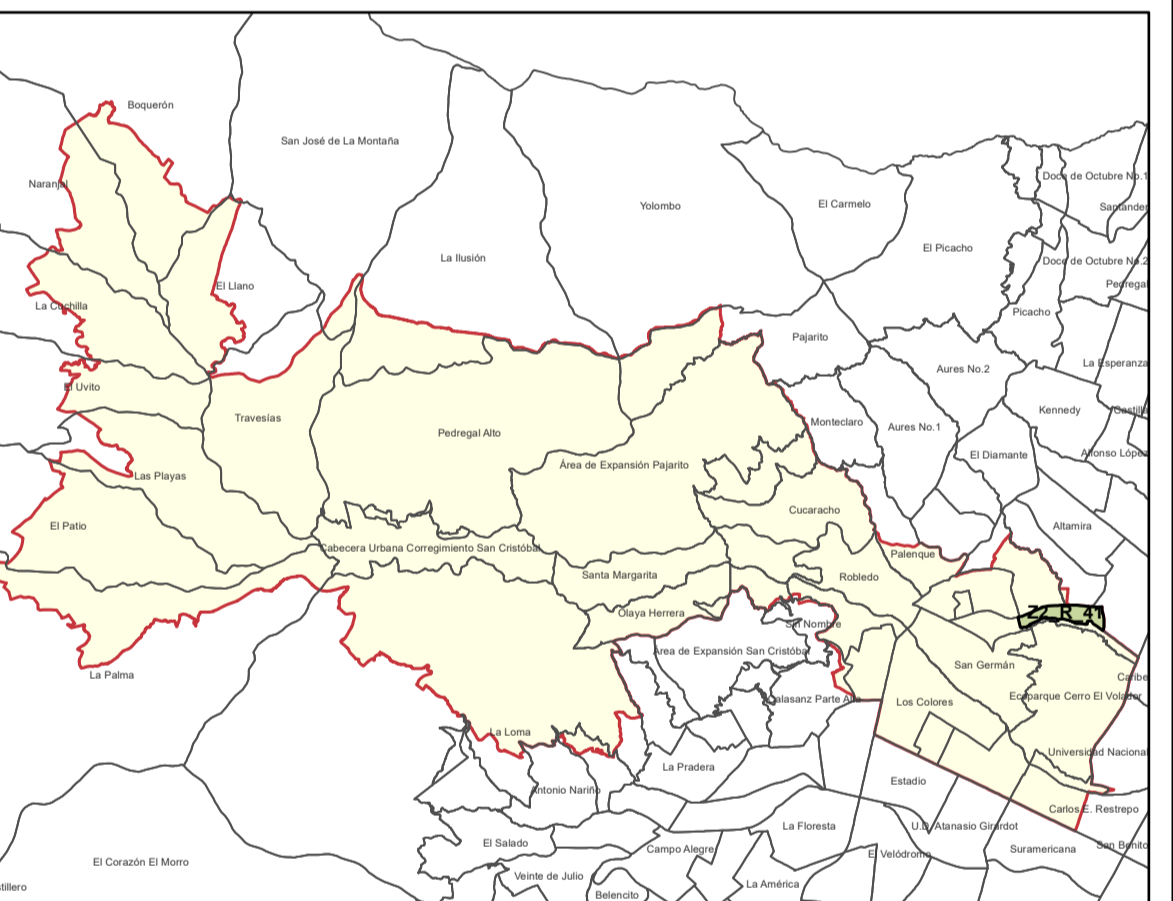 Boquerón
San José de La Montaña
Doce de Octubre No.1
Naranjal
Yolombo
El Carmelo
Santander
El Picacho
La Ilusión
Doce de Octubre No.2
El Llano
Pedregal
La Cuchilla
Picacho
Pajarito
La Esperanza
Aures No.2
El Uvito
Travesías
Kennedy
Castilla
Monteclaro
Aures No.1
Pedregal Alto
El Diamante
Alfonso López
Área de Expansión Pajarito
Las Playas
Cucaracho
El Patio
Altamira
Cabecera Urbana Corregimiento San Cristóbal
Palenque
Santa Margarita
Robledo
Olaya Herrera
Z2_R_41
Sin Nombre
Área de Expansión San Cristóbal
San Germán
La Palma
Caribe
Calasanz Parte Alta
Ecoparque Cerro El Volador
Los Colores
La Loma
Universidad Nacional
La Pradera
Estadio
Antonio Nariño
Carlos E. Restrepo
La Floresta
U.D. Atanasio Girardot
El Salado
San Benito
Campo Alegre
El Velódromo
Suramericana
El Corazón El Morro
Veinte de Julio
La América
tillero
Belencito